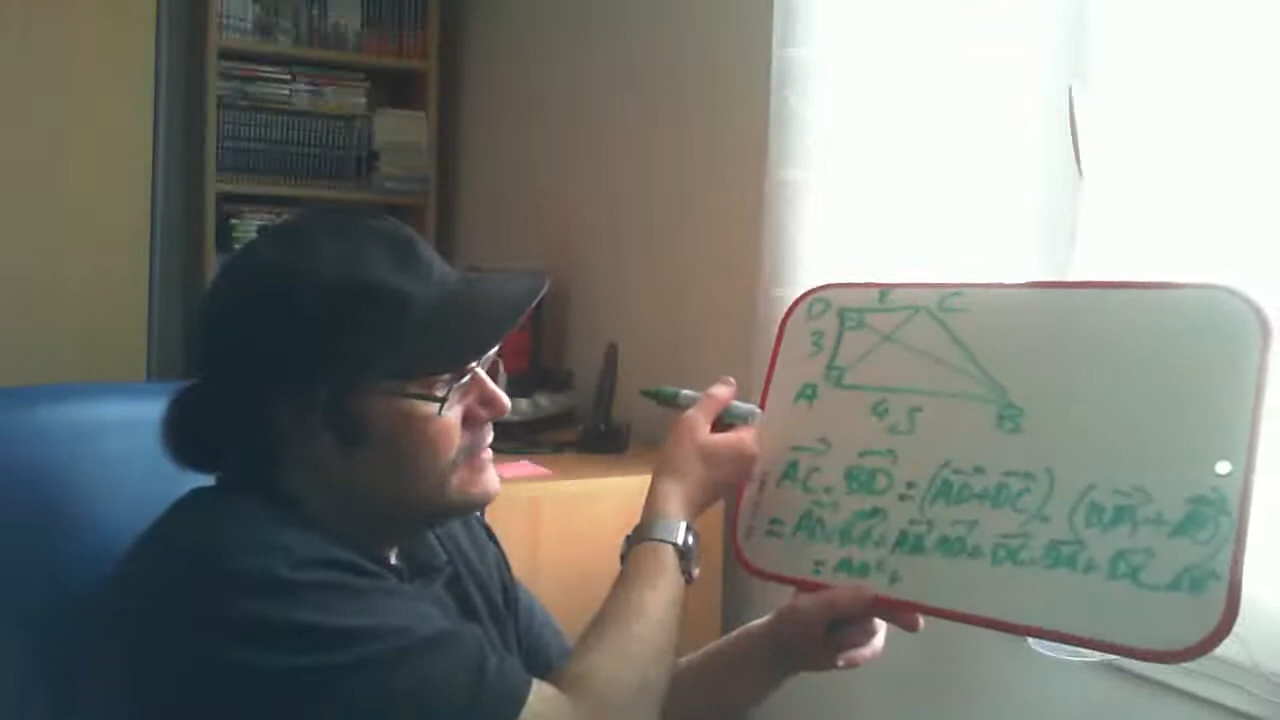 D C
3
A 4,5 B
AC⃗ . BD⃗ = (AD⃗ + DC⃗) . (BA⃗ + AD⃗)
= AD⃗ . BA⃗ + AD⃗ . AD⃗ + DC⃗ . BA⃗ + DC⃗ . AD⃗
= AD² +